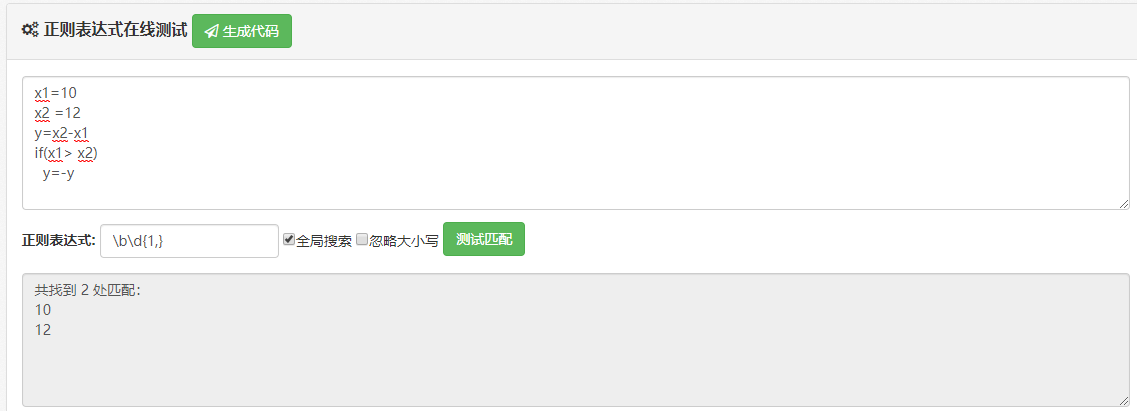 正则表达式在线测试 生成代码
x1=10
x2 =12
y=x2-x1
if(x1> x2)
  y=-y
正则表达式: \b\d{1,} 全局搜索 忽略大小写 测试匹配
共找到 2 处匹配：
10
12